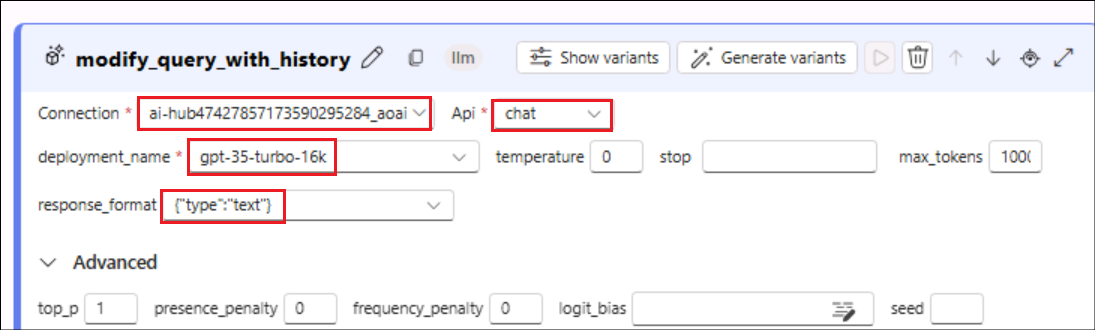 modify_query_with_history llm Show variants Generate variants
Connection * ai-hub47427857173590295284_aoai Api * chat
deployment_name * gpt-35-turbo-16k temperature 0 stop max_tokens
response_format {"type":"text"}
Advanced
top_p 1 presence_penalty 0 frequency_penalty 0 logit_bias seed